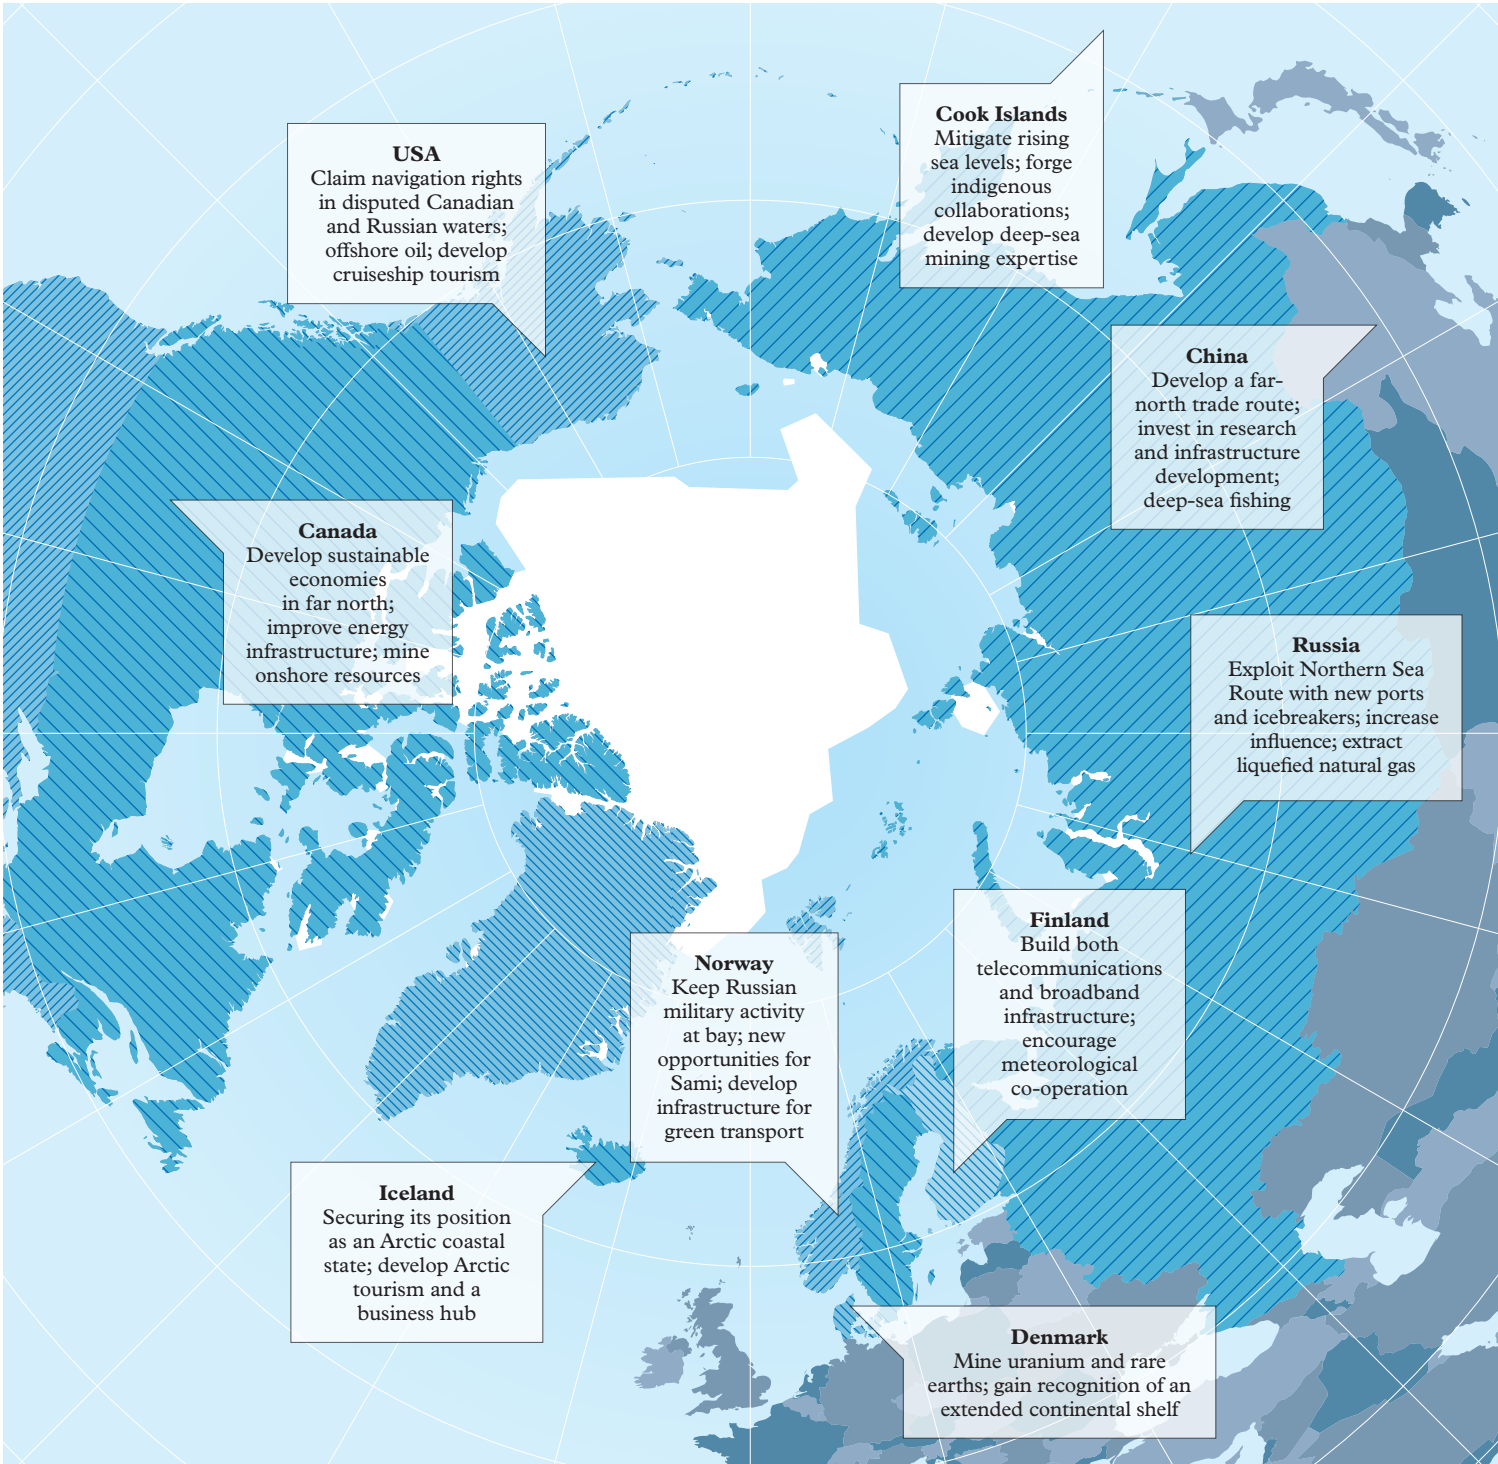 Cook Islands
Mitigate rising
sea levels; forge
indigenous
collaborations;
develop deep-sea
mining expertise
USA
Claim navigation rights
in disputed Canadian
and Russian waters;
offshore oil; develop
cruiseship tourism
China
Develop a far-
north trade route;
invest in research
and infrastructure
development;
deep-sea fishing
Canada
Develop sustainable
economies
in far north;
improve energy
infrastructure; mine
onshore resources
Russia
Exploit Northern Sea
Route with new ports
and icebreakers; increase
influence; extract
liquefied natural gas
Finland
Build both
telecommunications
and broadband
infrastructure;
encourage
meteorological
co-operation
Norway
Keep Russian
military activity
at bay; new
opportunities for
Sami; develop
infrastructure for
green transport
Iceland
Securing its position
as an Arctic coastal
state; develop Arctic
tourism and a
business hub
Denmark
Mine uranium and rare
earths; gain recognition of an
extended continental shelf